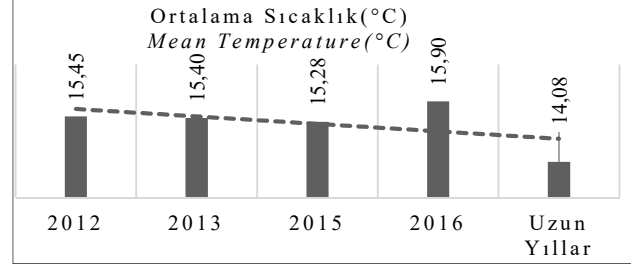 Ortalama Sıcaklık(°C)
Mean Temperature(°C)
15,45
15,40
15,28
15,90
14,08
2012
2013
2015
2016
Uzun
Yıllar